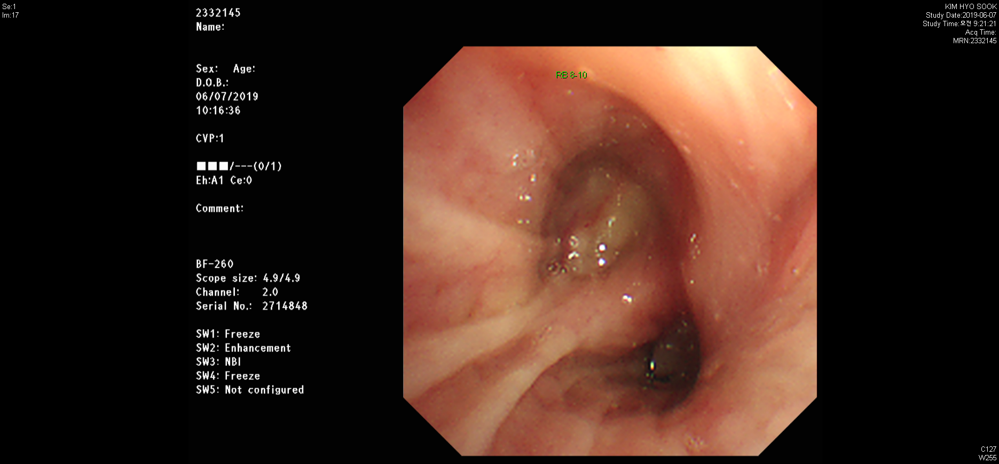 Se:1
Im:17
2332145
Name:
Sex: Age:
D.O.B.:
06/07/2019
10:16:36
CVP:1
■■■/---(0/1)
Eh:A1 Ce:0
Comment:
BF-260
Scope size: 4.9/4.9
Channel: 2.0
Serial No.: 2714848
SW1: Freeze
SW2: Enhancement
SW3: NBI
SW4: Freeze
SW5: Not configured
RB 8-10
KIM HYO SOOK
Study Date:2019-06-07
Study Time:오전 9:21:21
Acq Time:
MRN:2332145
C127
W255